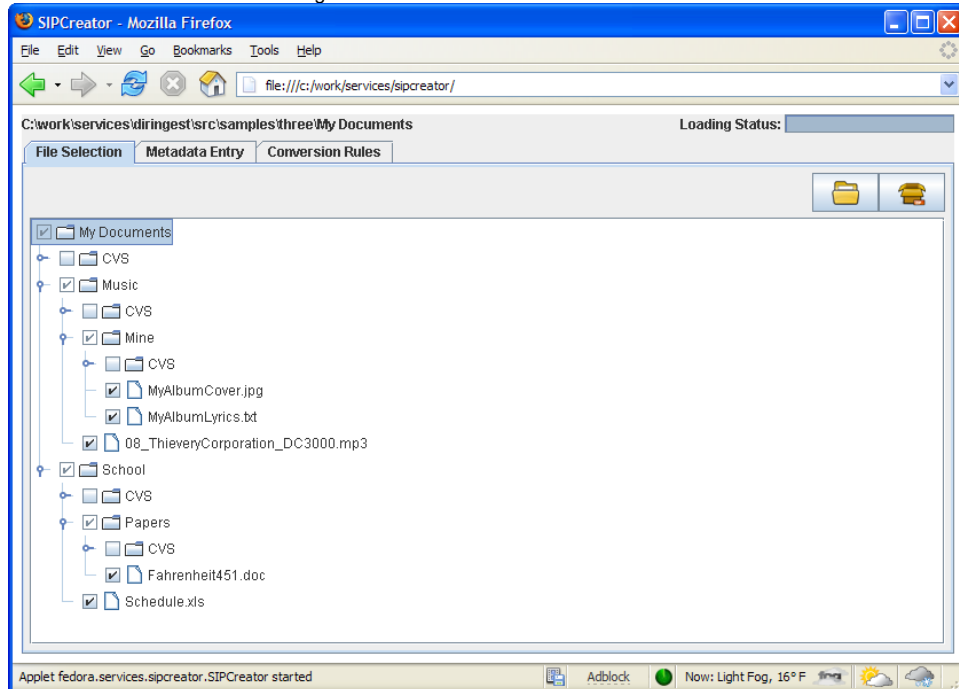 SIPCreator - Mozilla Firefox
File Edit View Go Bookmarks Tools Help
file:///c:/work/services/sipcreator/
C:\work\services\diringest\src\samples\three\My Documents Loading Status:
File Selection Metadata Entry Conversion Rules
My Documents
CVS
Music
CVS
Mine
CVS
MyAlbumCover.jpg
MyAlbumLyrics.txt
08_ThieveryCorporation_DC3000.mp3
School
CVS
Papers
CVS
Fahrenheit451.doc
Schedule.xls
Applet fedora.services.sipcreator.SIPCreator started Adblock Now: Light Fog, 16° F